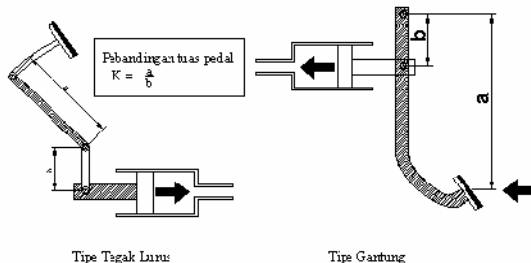 Pebandingan tuas pedal
K = a
b
a
b
b
a
Tipe Tegak Lurus
Tipe Gantung